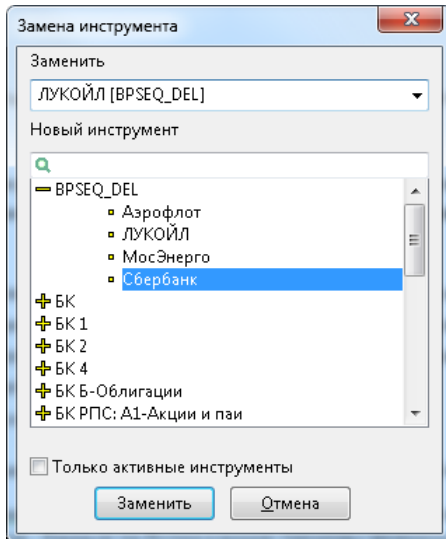 Замена инструмента
Заменить
ЛУКОЙЛ [BPSEQ_DEL]
Новый инструмент
BPSEQ_DEL
Аэрофлот
ЛУКОЙЛ
МосЭнерго
Сбербанк
БК
БК 1
БК 2
БК 4
БК Б-Облигации
БК РПС: А1-Акции и паи
Только активные инструменты
Заменить
Отмена